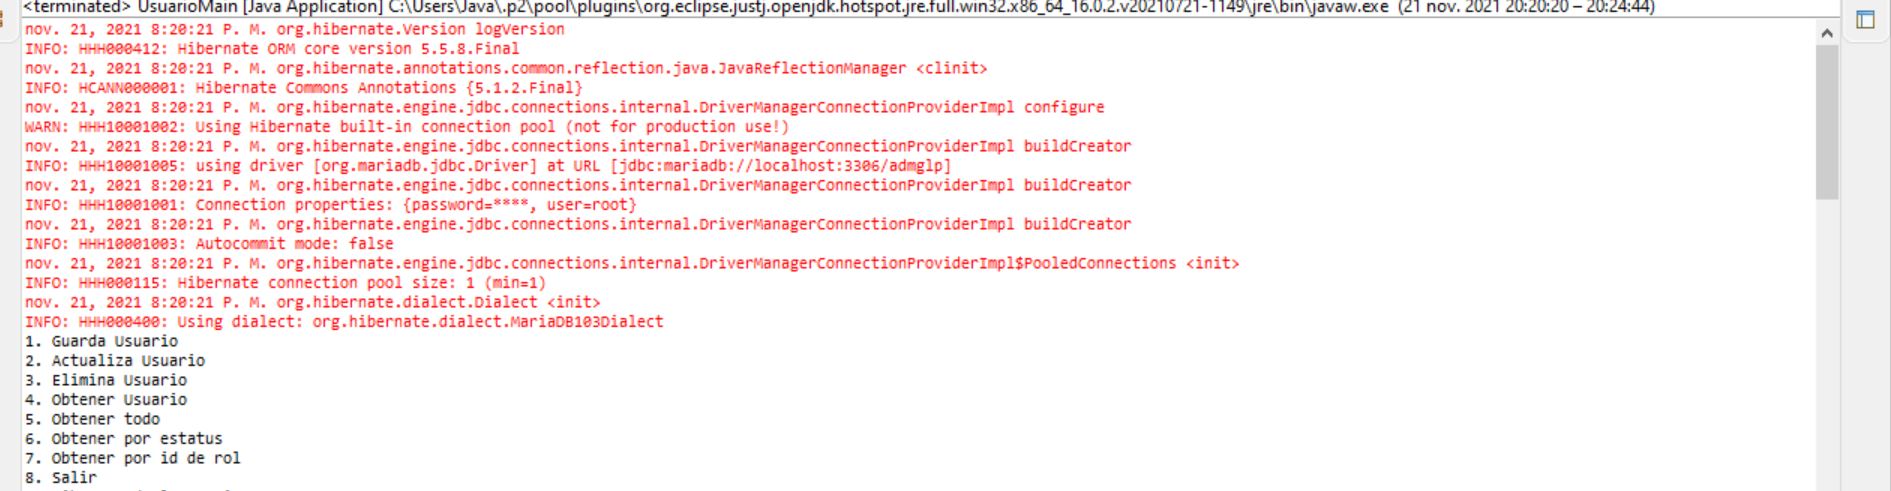 <terminated> UsuarioMain [Java Application] C:\Users\Java\.p2\pool\plugins\org.eclipse.justj.openjdk.hotspot.jre.full.win32.x86_64_16.0.2.v20210721-1149\jre\bin\javaw.exe (21 nov. 2021 20:20:20 – 20:24:44)
nov. 21, 2021 8:20:21 P. M. org.hibernate.Version logVersion
INFO: HHH000412: Hibernate ORM core version 5.5.8.Final
nov. 21, 2021 8:20:21 P. M. org.hibernate.annotations.common.reflection.java.JavaReflectionManager <clinit>
INFO: HCANN000001: Hibernate Commons Annotations {5.1.2.Final}
nov. 21, 2021 8:20:21 P. M. org.hibernate.engine.jdbc.connections.internal.DriverManagerConnectionProviderImpl configure
WARN: HHH10001002: Using Hibernate built-in connection pool (not for production use!)
nov. 21, 2021 8:20:21 P. M. org.hibernate.engine.jdbc.connections.internal.DriverManagerConnectionProviderImpl buildCreator
INFO: HHH10001005: using driver [org.mariadb.jdbc.Driver] at URL [jdbc:mariadb://localhost:3306/admglp]
nov. 21, 2021 8:20:21 P. M. org.hibernate.engine.jdbc.connections.internal.DriverManagerConnectionProviderImpl buildCreator
INFO: HHH10001001: Connection properties: {password=****, user=root}
nov. 21, 2021 8:20:21 P. M. org.hibernate.engine.jdbc.connections.internal.DriverManagerConnectionProviderImpl buildCreator
INFO: HHH10001003: Autocommit mode: false
nov. 21, 2021 8:20:21 P. M. org.hibernate.engine.jdbc.connections.internal.DriverManagerConnectionProviderImpl$PooledConnections <init>
INFO: HHH000115: Hibernate connection pool size: 1 (min=1)
nov. 21, 2021 8:20:21 P. M. org.hibernate.dialect.Dialect <init>
INFO: HHH000400: Using dialect: org.hibernate.dialect.MariaDB103Dialect
1. Guarda Usuario
2. Actualiza Usuario
3. Elimina Usuario
4. Obtener Usuario
5. Obtener todo
6. Obtener por estatus
7. Obtener por id de rol
8. Salir